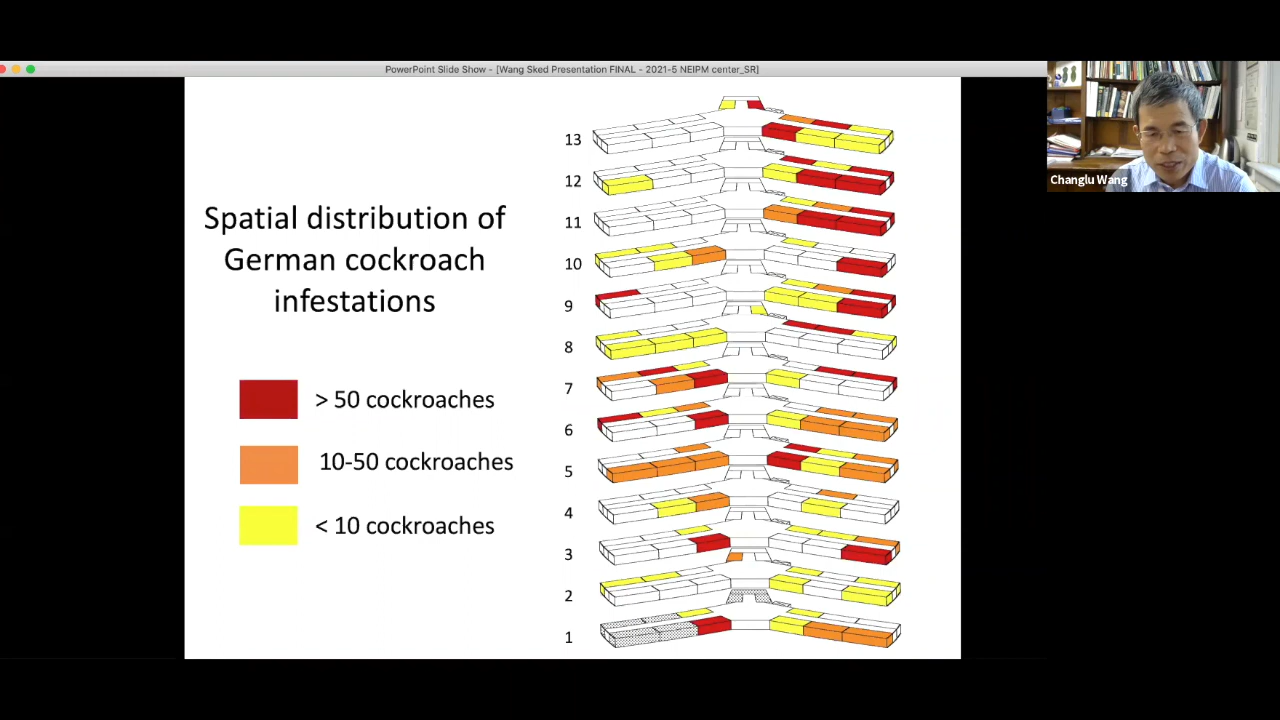 PowerPoint Slide Show - [Wang Sked Presentation FINAL - 2021-5 NEIPM center_SR]
Changlu Wang
Spatial distribution of
German cockroach
infestations
> 50 cockroaches
10-50 cockroaches
< 10 cockroaches
13
12
11
10
9
8
7
6
5
4
3
2
1